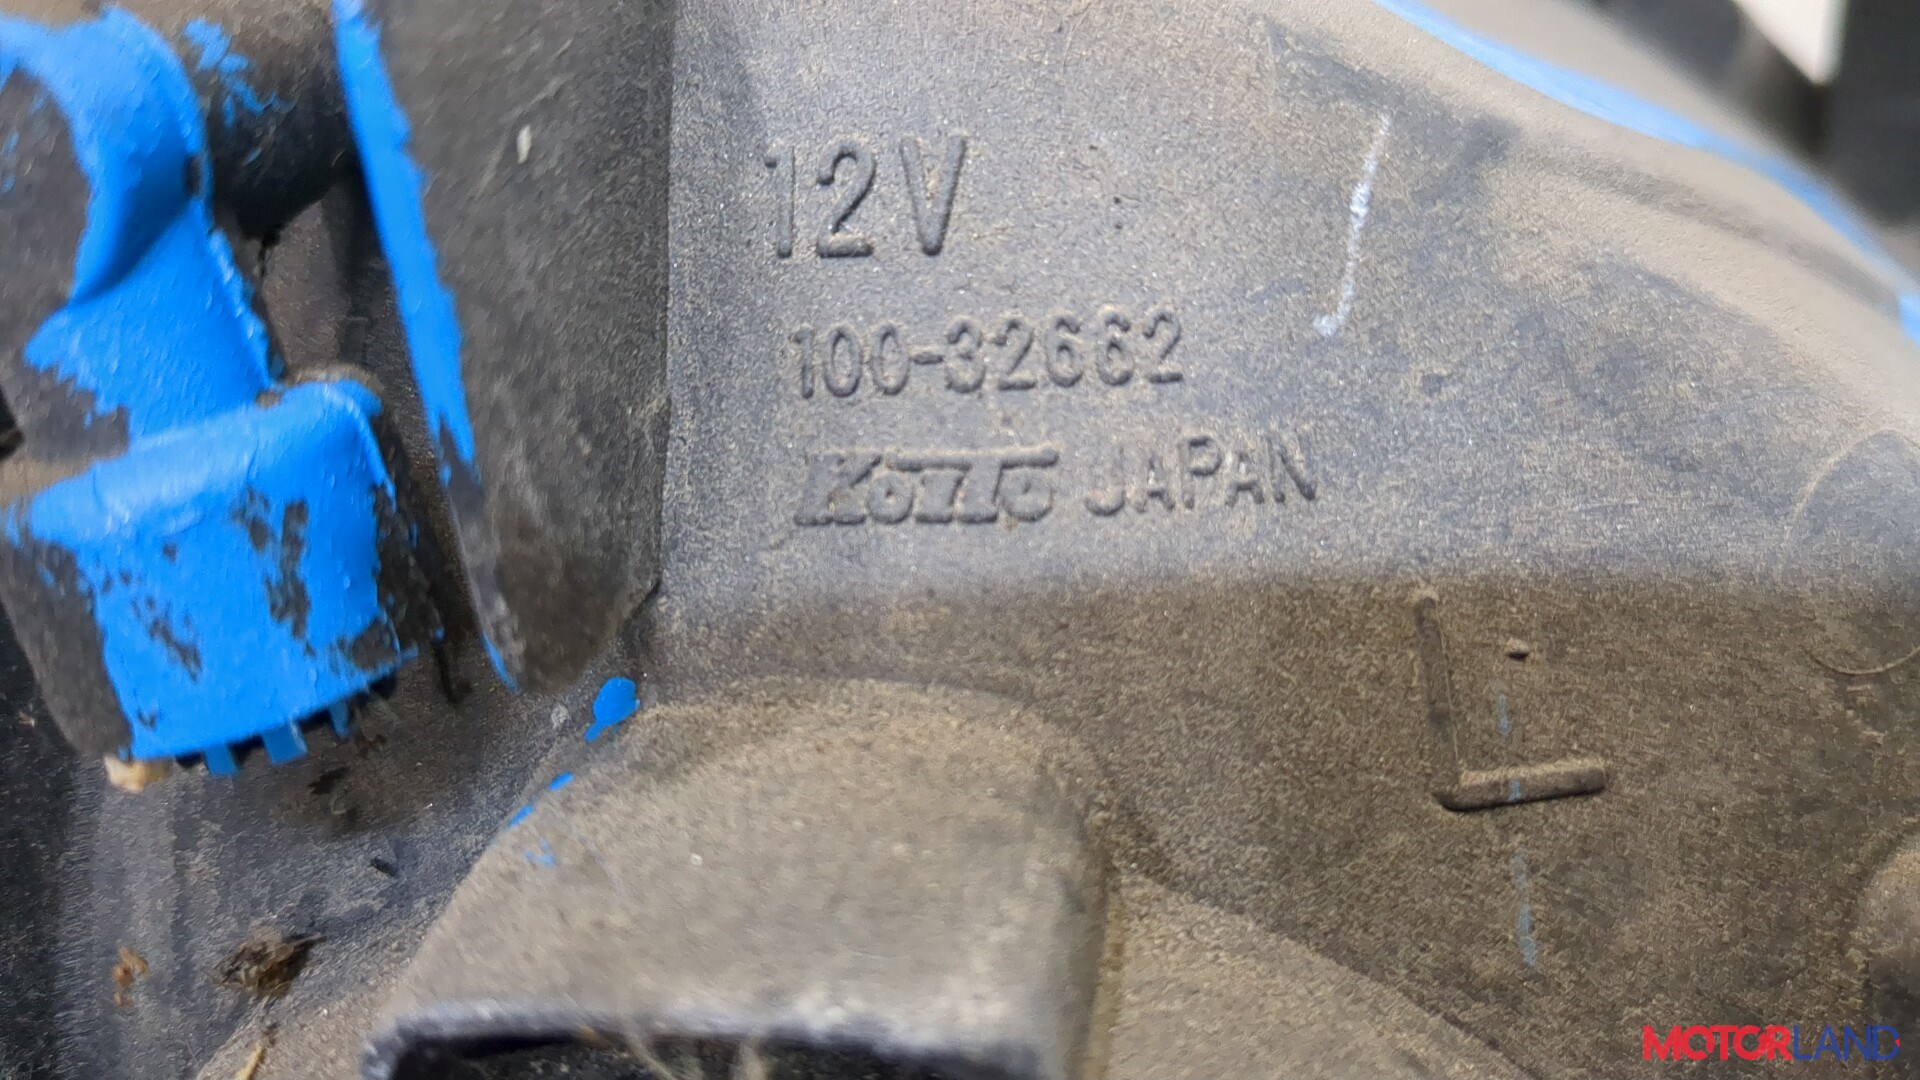 12V
100-32662
KOITO JAPAN
L
MOTORLAND